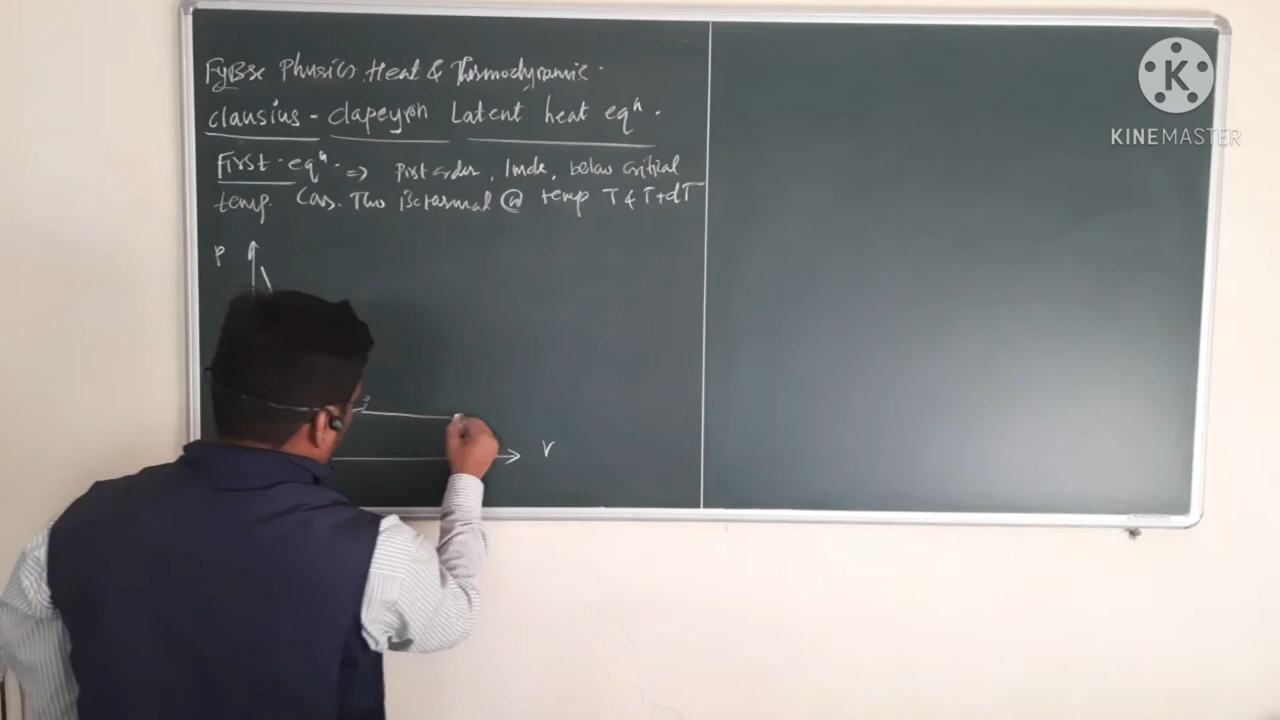 FyBsc Physics Heat & Thermodynamic.
Clausius - Clapeyron Latent heat eqⁿ.
First - eqⁿ. => First order, 1mole, below critical
temp. Cons. Two @ temp T & T+dT
P
V
K
KINEMASTER